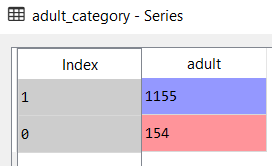 adult_category - Series
Index adult
1 1155
0 154